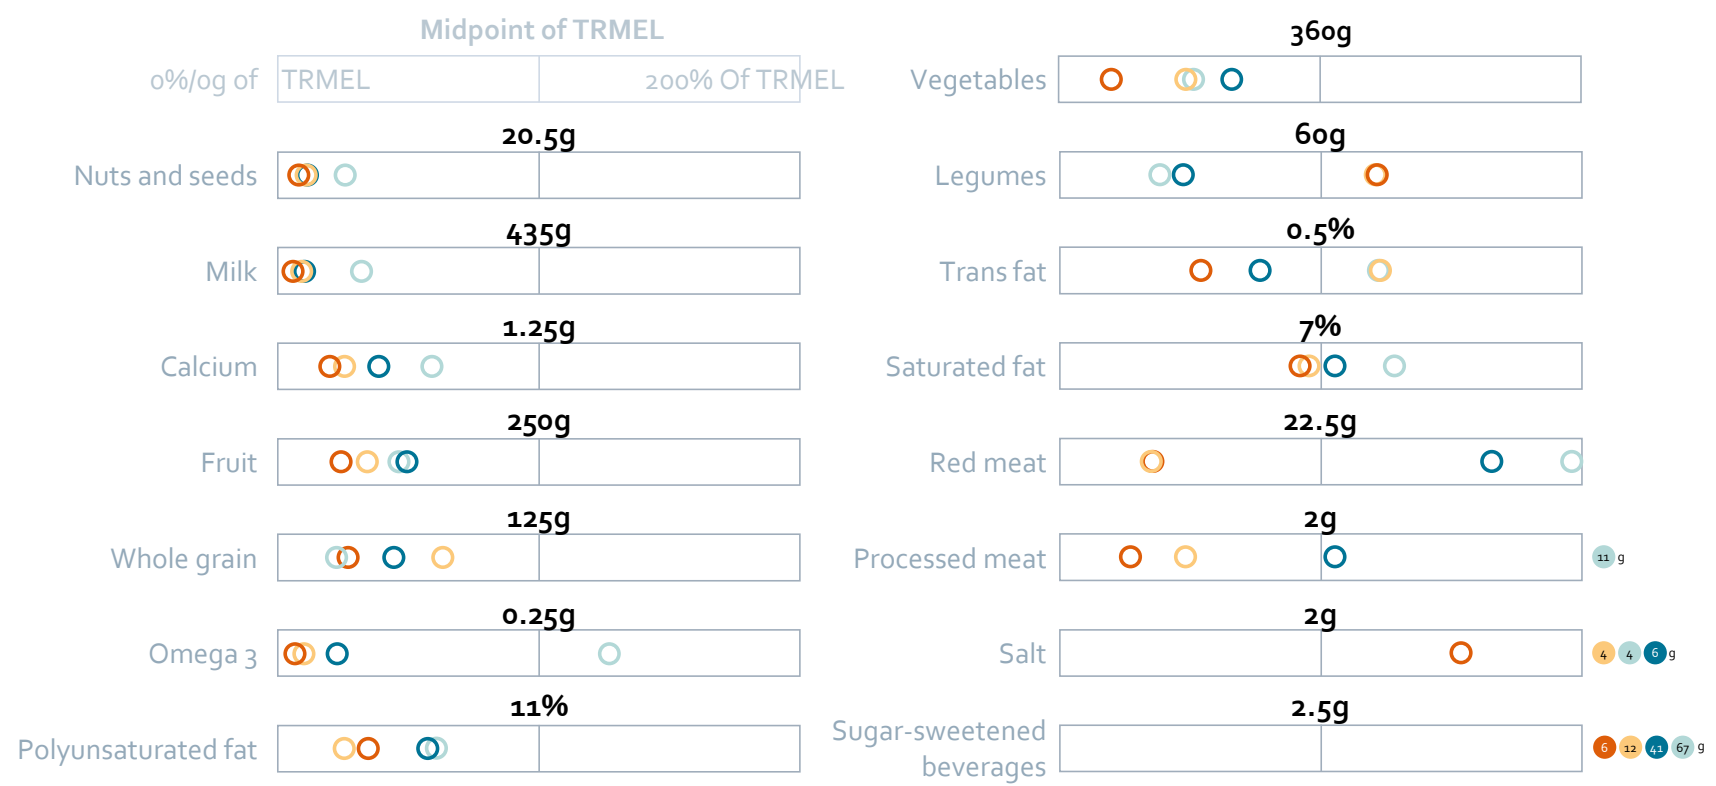 Midpoint of TRMEL
0%/0g of TRMEL 200% Of TRMEL
20.5g
Nuts and seeds
435g
Milk
1.25g
Calcium
250g
Fruit
125g
Whole grain
0.25g
Omega 3
11%
Polyunsaturated fat
360g
Vegetables
60g
Legumes
0.5%
Trans fat
7%
Saturated fat
22.5g
Red meat
2g
Processed meat 11 g
2g
Salt 4 4 6 g
2.5g
Sugar-sweetened
beverages
6 12 41 67 g